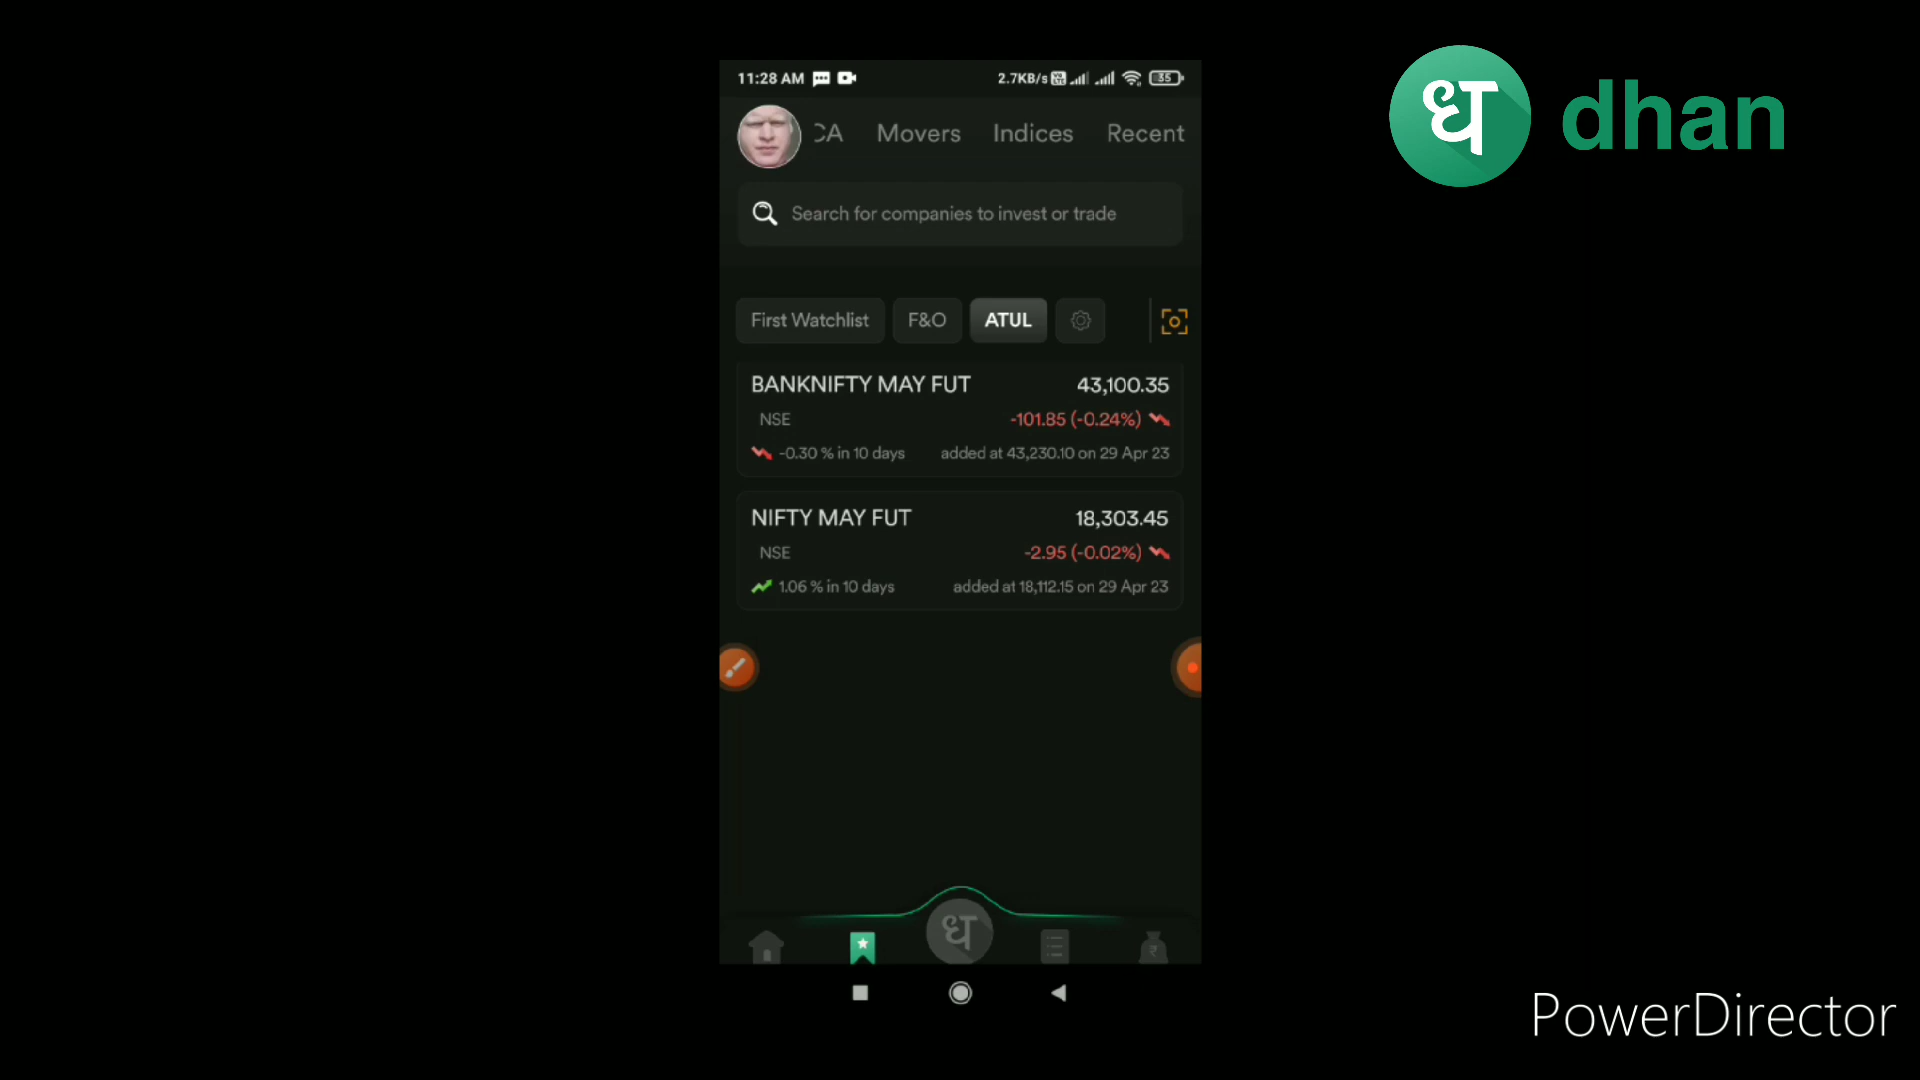 11:28 AM 2.7KB/s 35
ध dhan
CA Movers Indices Recent
Search for companies to invest or trade
First Watchlist F&O ATUL
BANKNIFTY MAY FUT 43,100.35
NSE -101.85 (-0.24%)
-0.30 % in 10 days added at 43,230.10 on 29 Apr 23
NIFTY MAY FUT 18,303.45
NSE -2.95 (-0.02%)
1.06 % in 10 days added at 18,112.15 on 29 Apr 23
ध
₹
PowerDirector